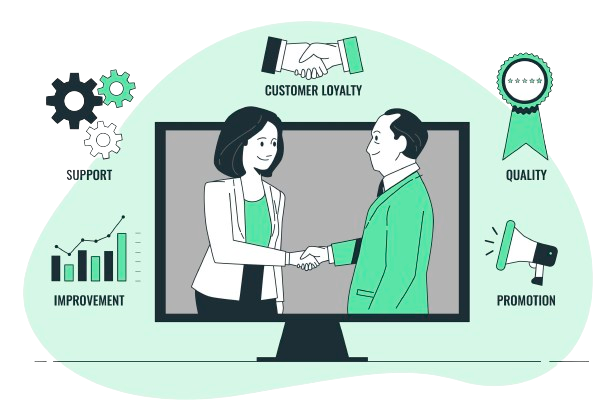 CUSTOMER LOYALTY
SUPPORT
QUALITY
IMPROVEMENT
PROMOTION